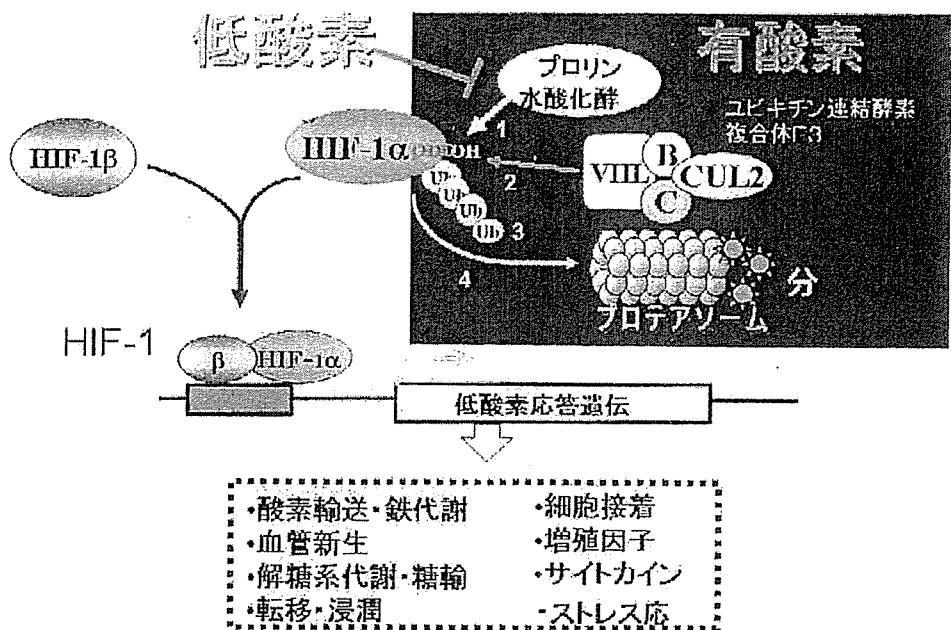 低酸素
有酸素
プロリン
水酸化酵
ユビキチン連結酵素
複合体E3
1
HIF-1β
HIF-1α
OH
2
VHL
B
C
CUL2
Ub
Ub
Ub
Ub
3
4
プロテアソーム
分
HIF-1
β
HIF-1α
低酸素応答遺伝
・酸素輸送・鉄代謝
・血管新生
・解糖系代謝・糖輸
・転移・浸潤
・細胞接着
・増殖因子
・サイトカイン
・ストレス応